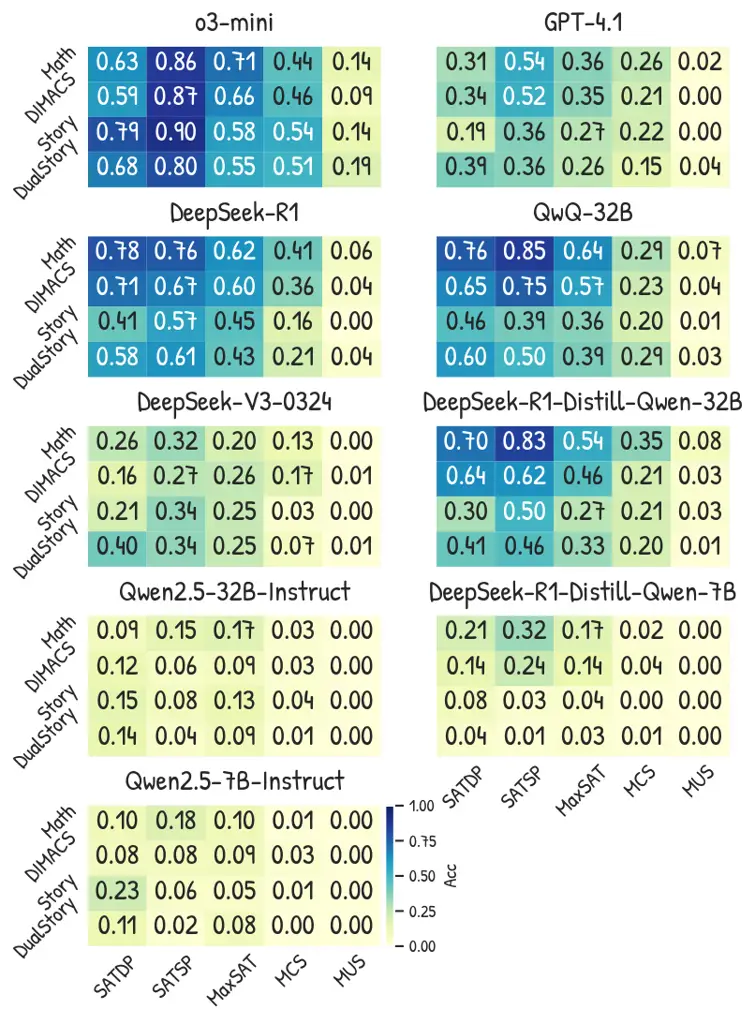 o3-mini
Math 0.63 0.86 0.71 0.44 0.14
DIMACS 0.59 0.87 0.66 0.46 0.09
Story 0.79 0.90 0.58 0.54 0.14
DualStory 0.68 0.80 0.55 0.51 0.19
GPT-4.1
0.31 0.54 0.36 0.26 0.02
0.34 0.52 0.35 0.21 0.00
0.19 0.36 0.27 0.22 0.00
0.39 0.36 0.26 0.15 0.04
DeepSeek-R1
Math 0.78 0.76 0.62 0.41 0.06
DIMACS 0.71 0.67 0.60 0.36 0.04
Story 0.41 0.57 0.45 0.16 0.00
DualStory 0.58 0.61 0.43 0.21 0.04
QwQ-32B
0.76 0.85 0.64 0.29 0.07
0.65 0.75 0.57 0.23 0.04
0.46 0.39 0.36 0.20 0.01
0.60 0.50 0.39 0.29 0.03
DeepSeek-V3-0324
Math 0.26 0.32 0.20 0.13 0.00
DIMACS 0.16 0.27 0.26 0.17 0.01
Story 0.21 0.34 0.25 0.03 0.00
DualStory 0.40 0.34 0.25 0.07 0.01
DeepSeek-R1-Distill-Qwen-32B
0.70 0.83 0.54 0.35 0.08
0.64 0.62 0.46 0.21 0.03
0.30 0.50 0.27 0.21 0.03
0.41 0.46 0.33 0.20 0.01
Qwen2.5-32B-Instruct
Math 0.09 0.15 0.17 0.03 0.00
DIMACS 0.12 0.06 0.09 0.03 0.00
Story 0.15 0.08 0.13 0.04 0.00
DualStory 0.14 0.04 0.09 0.01 0.00
DeepSeek-R1-Distill-Qwen-7B
0.21 0.32 0.17 0.02 0.00
0.14 0.24 0.14 0.04 0.00
0.08 0.03 0.04 0.00 0.00
0.04 0.01 0.03 0.01 0.00
SATDP SATSP MaxSAT MCS MUS
Qwen2.5-7B-Instruct
Math 0.10 0.18 0.10 0.01 0.00
DIMACS 0.08 0.08 0.09 0.03 0.00
Story 0.23 0.06 0.05 0.01 0.00
DualStory 0.11 0.02 0.08 0.00 0.00
SATDP SATSP MaxSAT MCS MUS
1.00
0.75
0.50
0.25
0.00
Acc